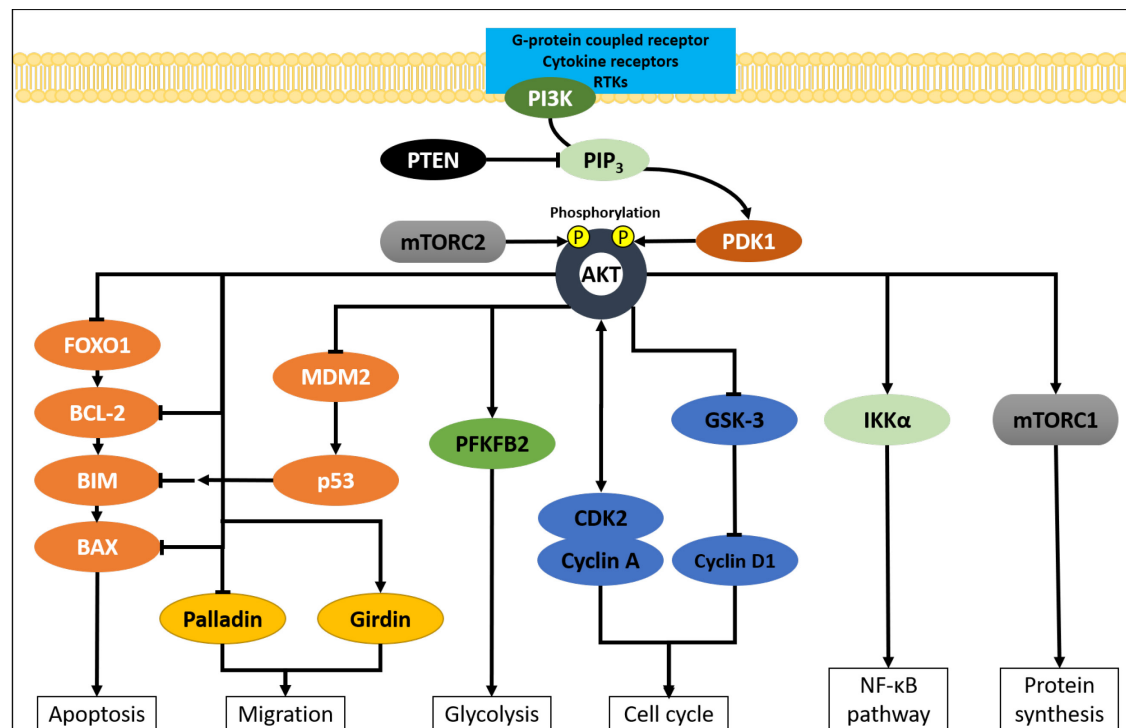 G-protein coupled receptor
Cytokine receptors
RTKs
PI3K
PTEN
PIP₃
Phosphorylation
mTORC2
P
P
PDK1
AKT
FOXO1
MDM2
BCL-2
PFKFB2
GSK-3
IKKα
mTORC1
BIM
p53
BAX
CDK2
Cyclin A
Cyclin D1
Palladin
Girdin
Apoptosis
Migration
Glycolysis
Cell cycle
NF-κB
pathway
Protein
synthesis